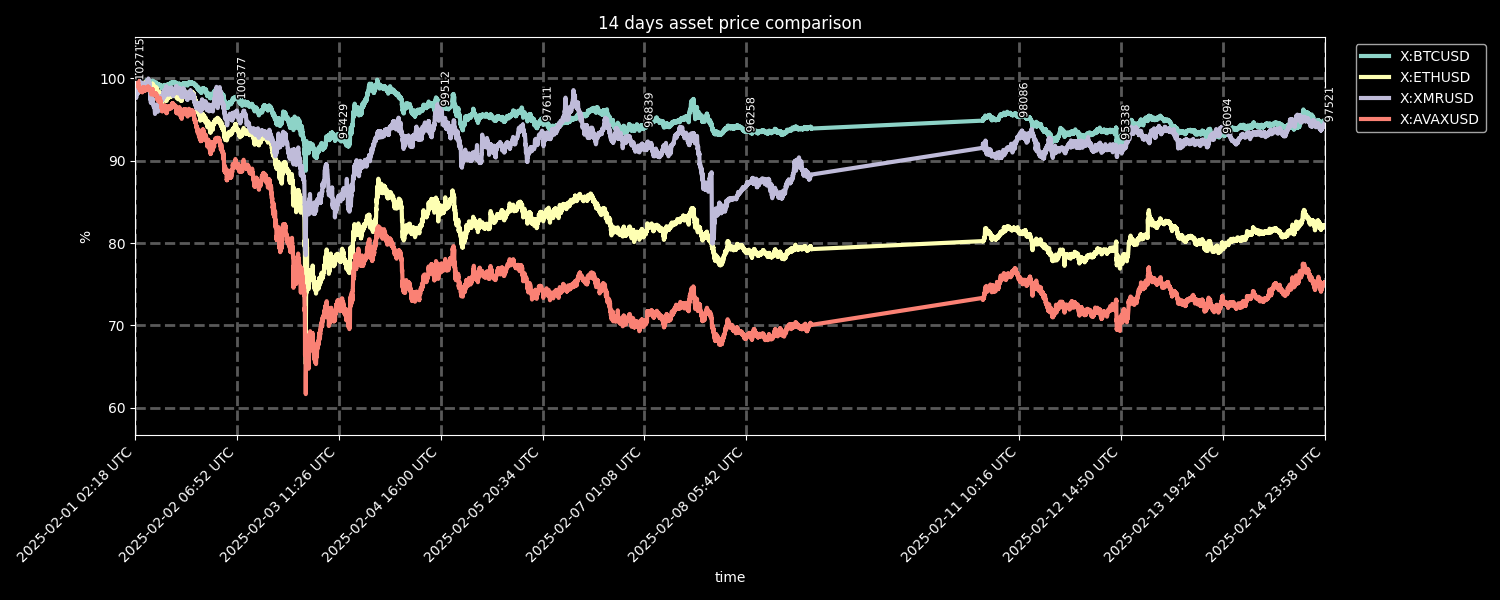 14 days asset price comparison
X:BTCUSD
X:ETHUSD
X:XMRUSD
X:AVAXUSD
102715
100377
95429
99512
97611
96839
96258
98086
95338
96094
97521
100
90
80
70
60
%
2025-02-01 02:18 UTC
2025-02-02 06:52 UTC
2025-02-03 11:26 UTC
2025-02-04 16:00 UTC
2025-02-05 20:34 UTC
2025-02-07 01:08 UTC
2025-02-08 05:42 UTC
2025-02-11 10:16 UTC
2025-02-12 14:50 UTC
2025-02-13 19:24 UTC
2025-02-14 23:58 UTC
time